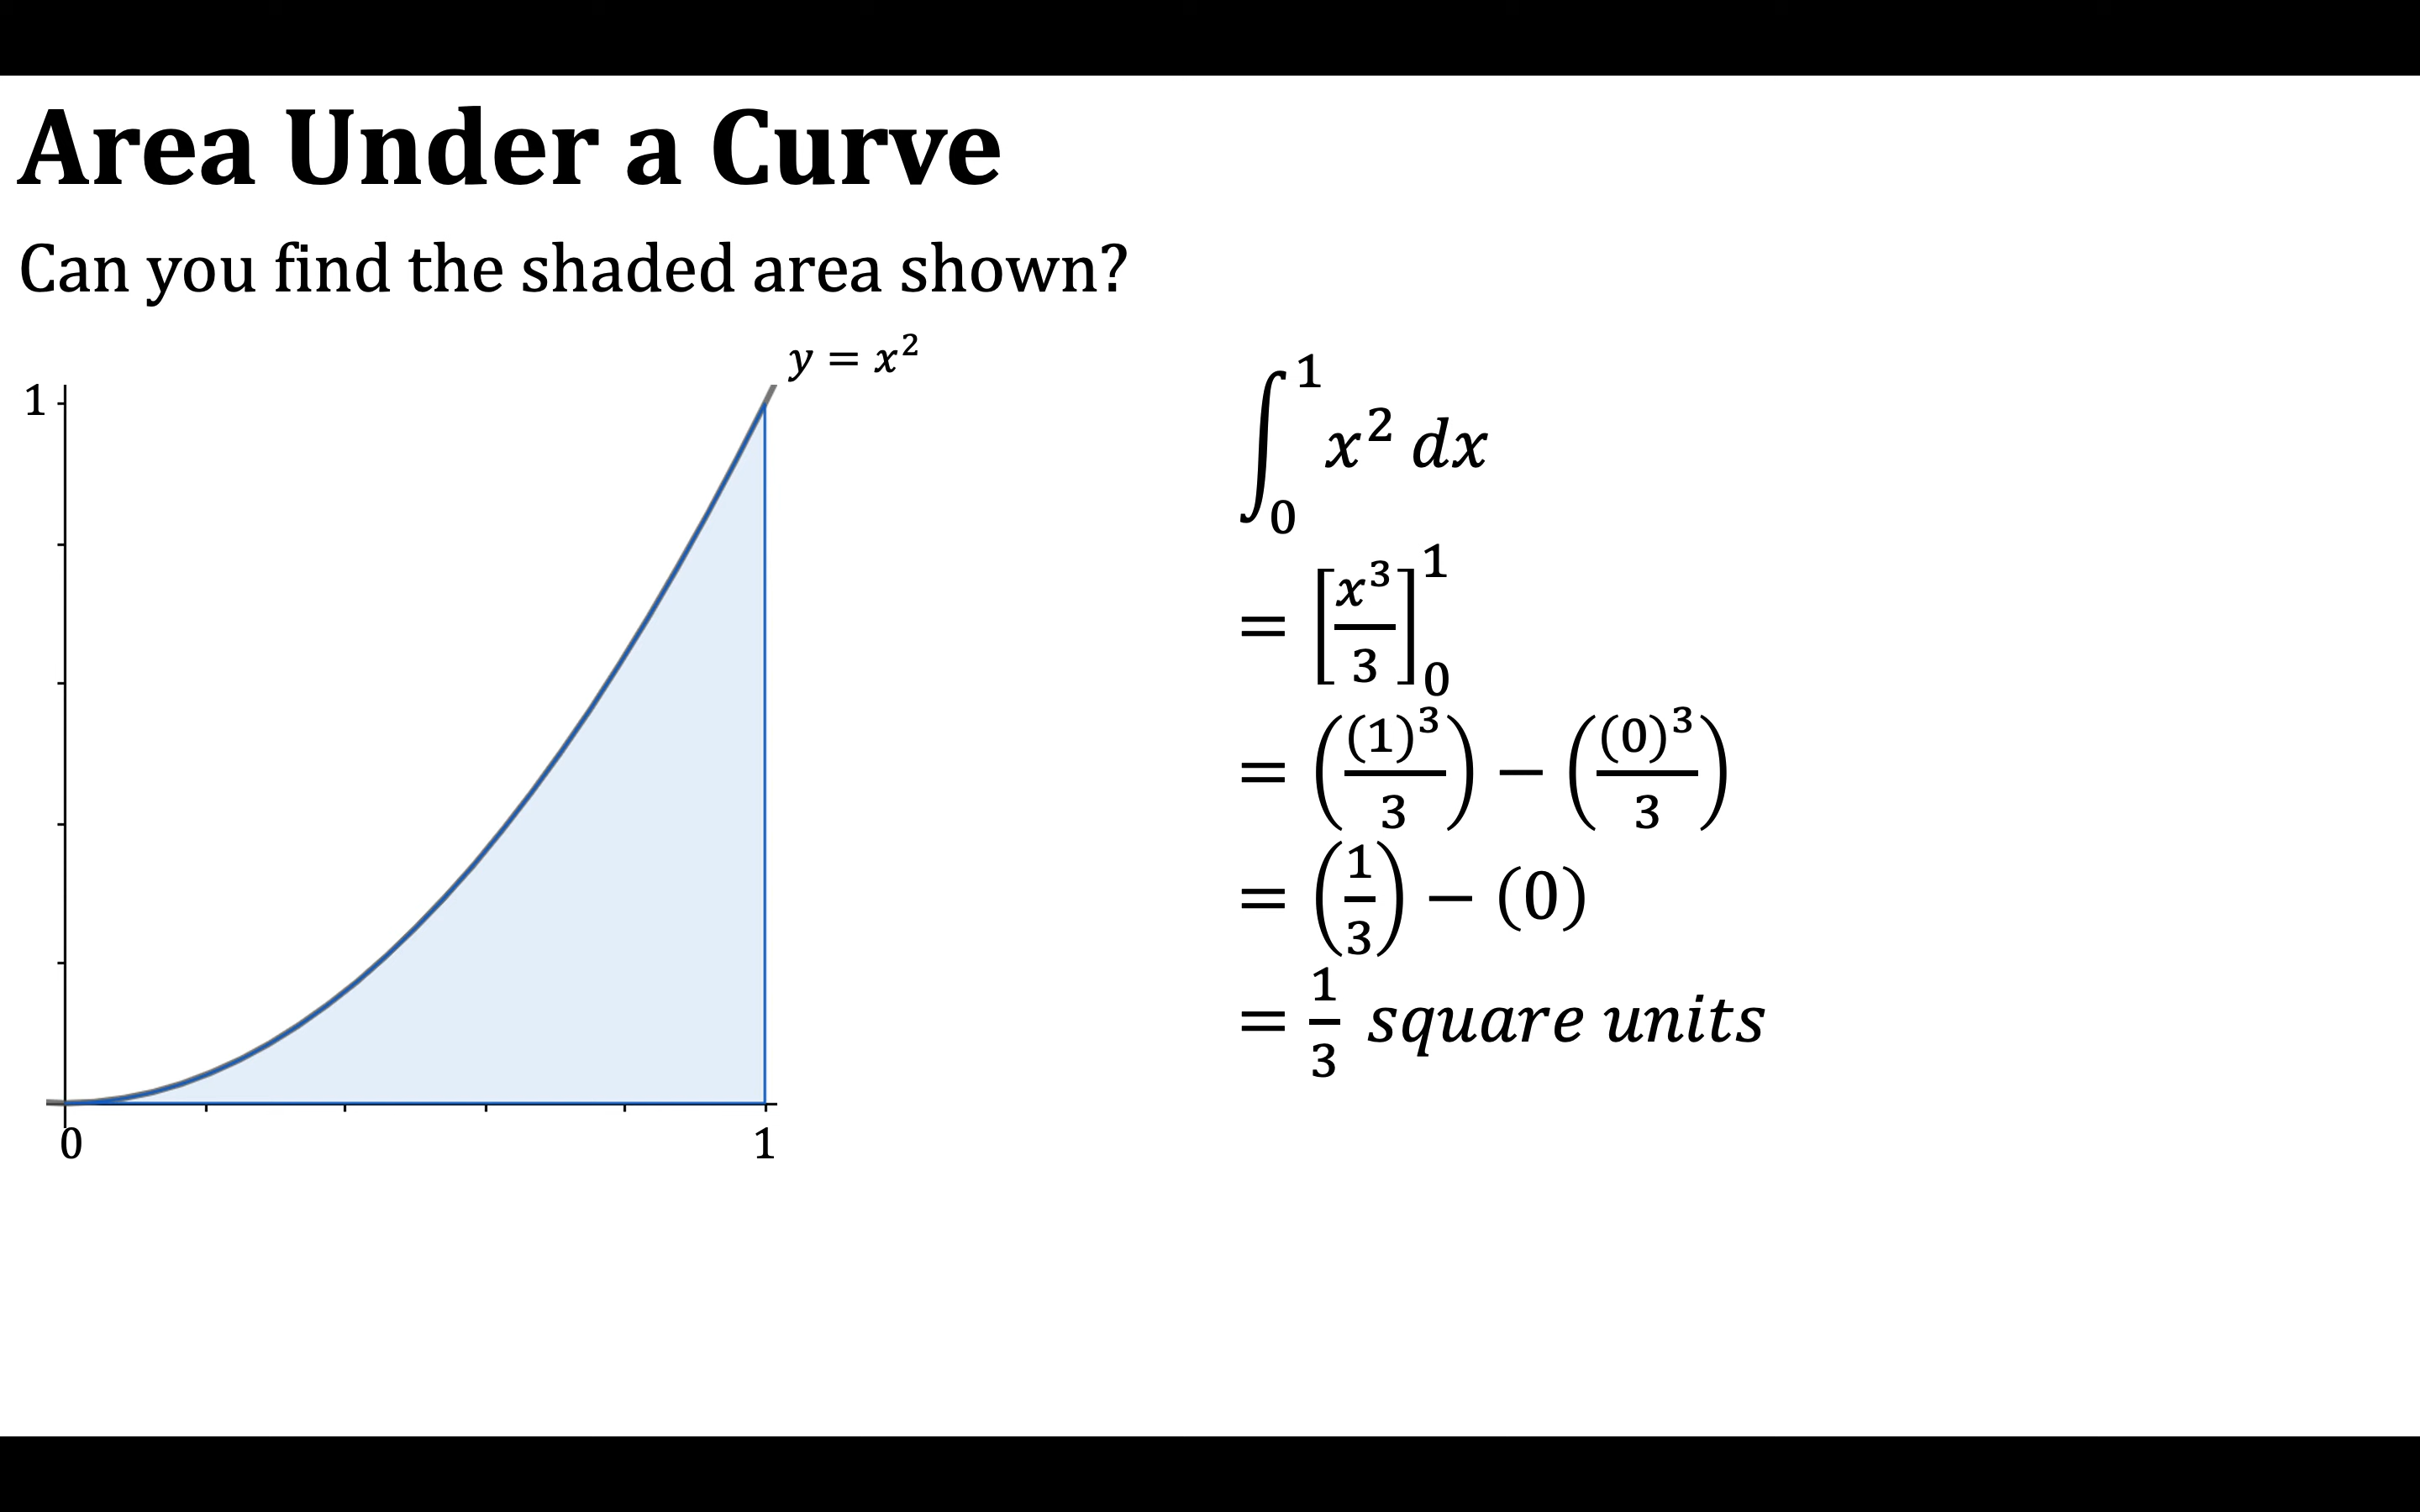 Area Under a Curve
Can you find the shaded area shown?
y = x²
1
0
1
∫₀¹ x² dx
= [x³/3]₀¹
= ((1)³/3) − ((0)³/3)
= (1/3) − (0)
= 1/3 square units